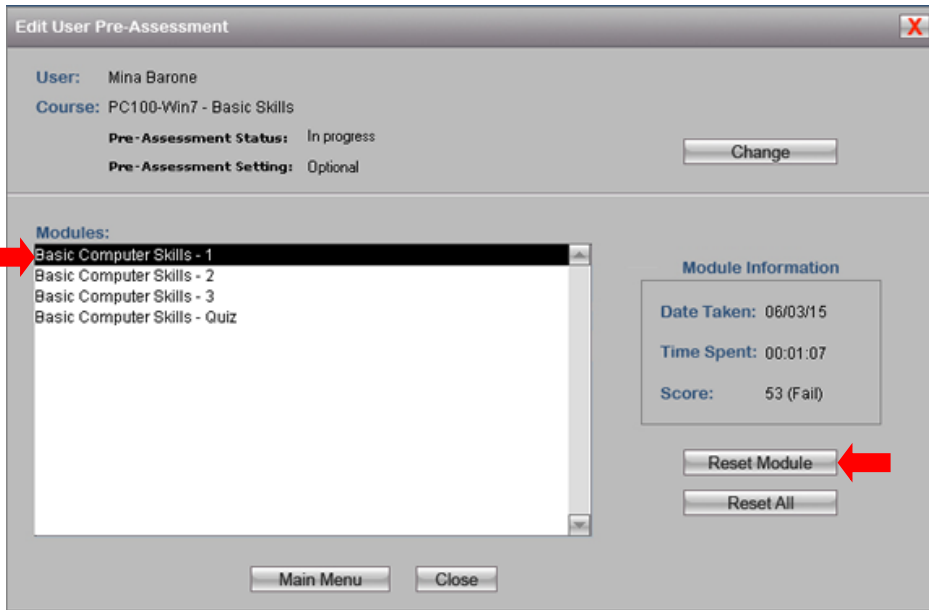 Edit User Pre-Assessment
X
User: Mina Barone
Course: PC100-Win7 - Basic Skills
Pre-Assessment Status: In progress
Pre-Assessment Setting: Optional
Change
Modules:
Basic Computer Skills - 1
Basic Computer Skills - 2
Basic Computer Skills - 3
Basic Computer Skills - Quiz
Module Information
Date Taken: 06/03/15
Time Spent: 00:01:07
Score: 53 (Fail)
Reset Module
Reset All
Main Menu Close